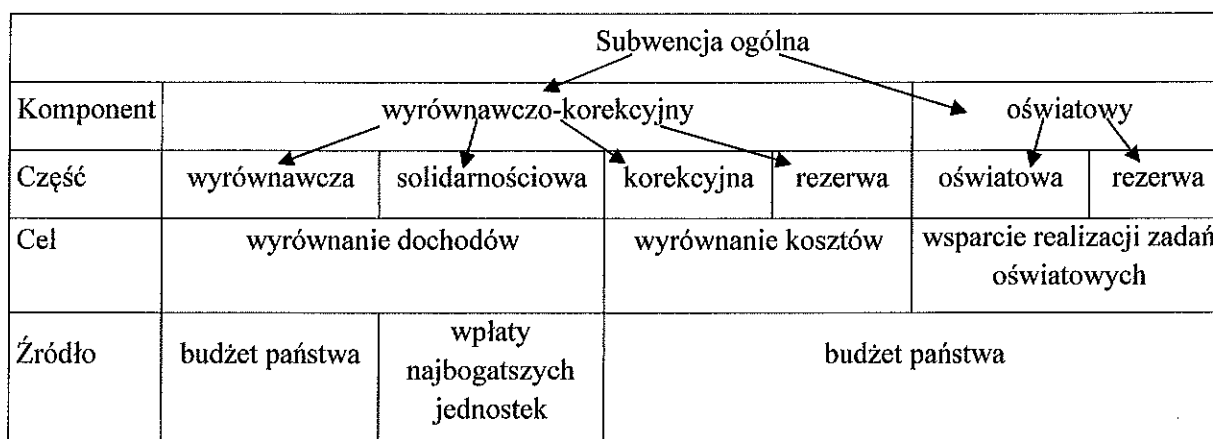 Subwencja ogólna
Komponent wyrównawczo-korekcyjny oświatowy
Część wyrównawcza solidarnościowa korekcyjna rezerwa oświatowa rezerwa
Cel wyrównanie dochodów wyrównanie kosztów wsparcie realizacji zadań
oświatowych
Źródło budżet państwa wpłaty
najbogatszych
jednostek
budżet państwa